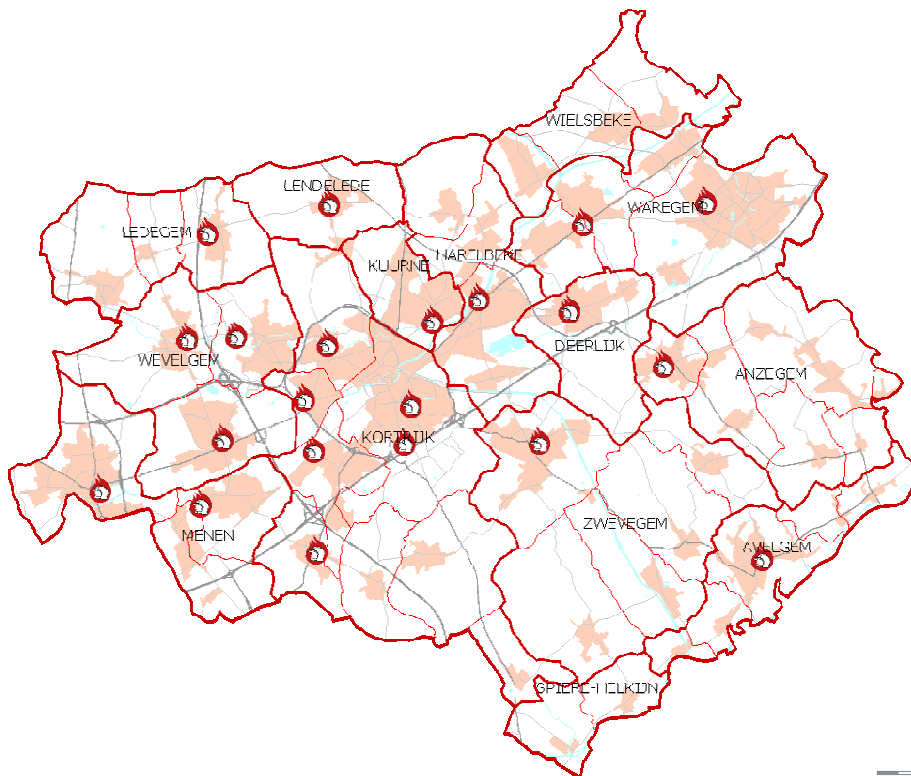 WIELSBEKE
LENDELEDE
WAREGEM
LEDEGEM
HARELBEKE
KUURNE
DEERLIJK
WEVELGEM
ANZEGEM
KORTRIJK
ZWEVEGEM
MENEN
AVELGEM
SPIERE-HELKIJN